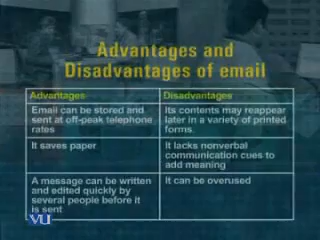 Advantages and
Disadvantages of email
Advantages
Disadvantages
Email can be stored and
sent at off-peak telephone
rates
Its contents may reappear
later in a variety of printed
forms.
It saves paper
It lacks nonverbal
communication cues to
add meaning
A message can be written
and edited quickly by
several people before it
is sent
It can be overused
VU